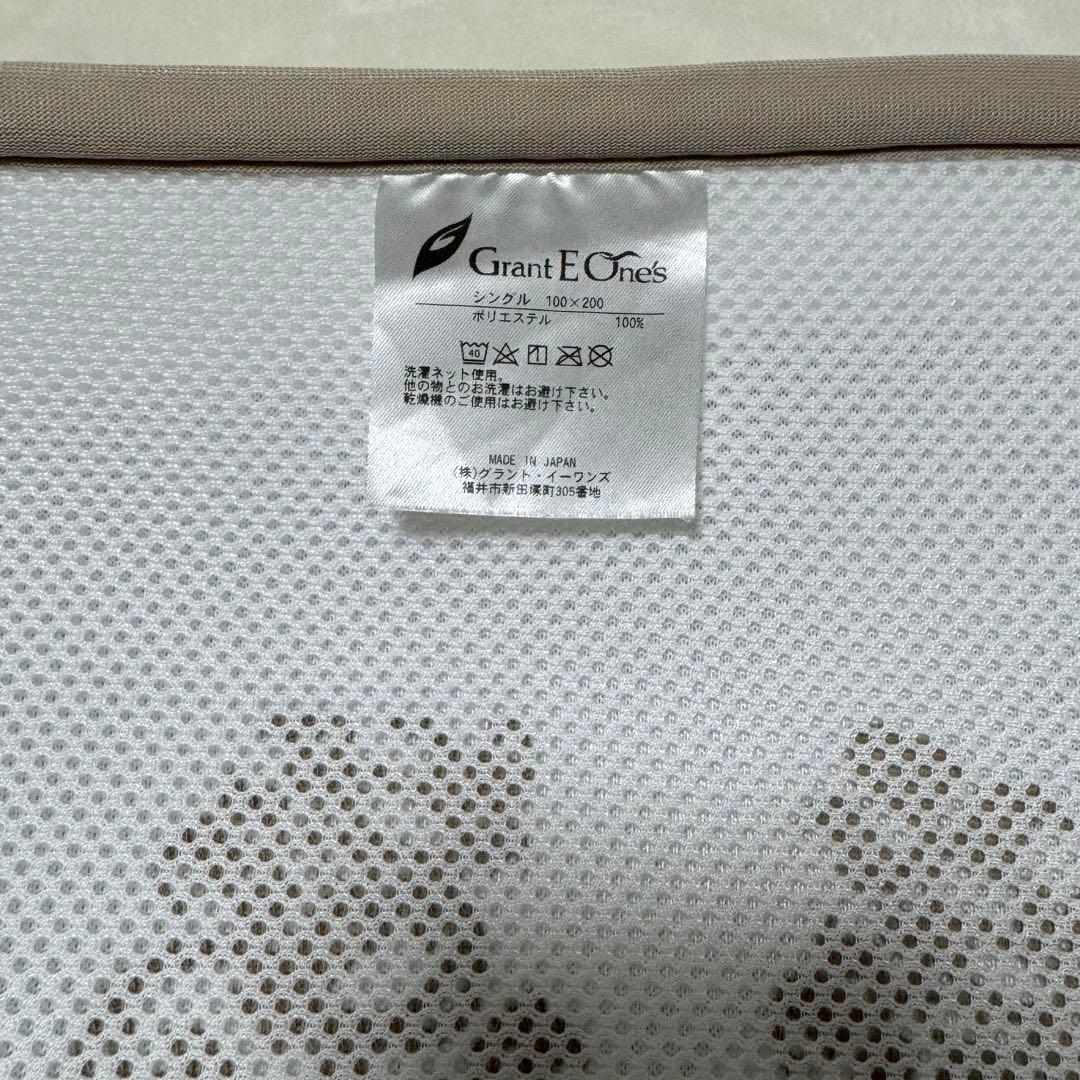 Grant E One's
シングル 100×200
ポリエステル 100%
40
洗濯ネット使用。
他の物とのお洗濯はお避け下さい。
乾燥機のご使用はお避け下さい。
MADE IN JAPAN
(株)グラント・イーワンズ
福井市新田塚町305番地